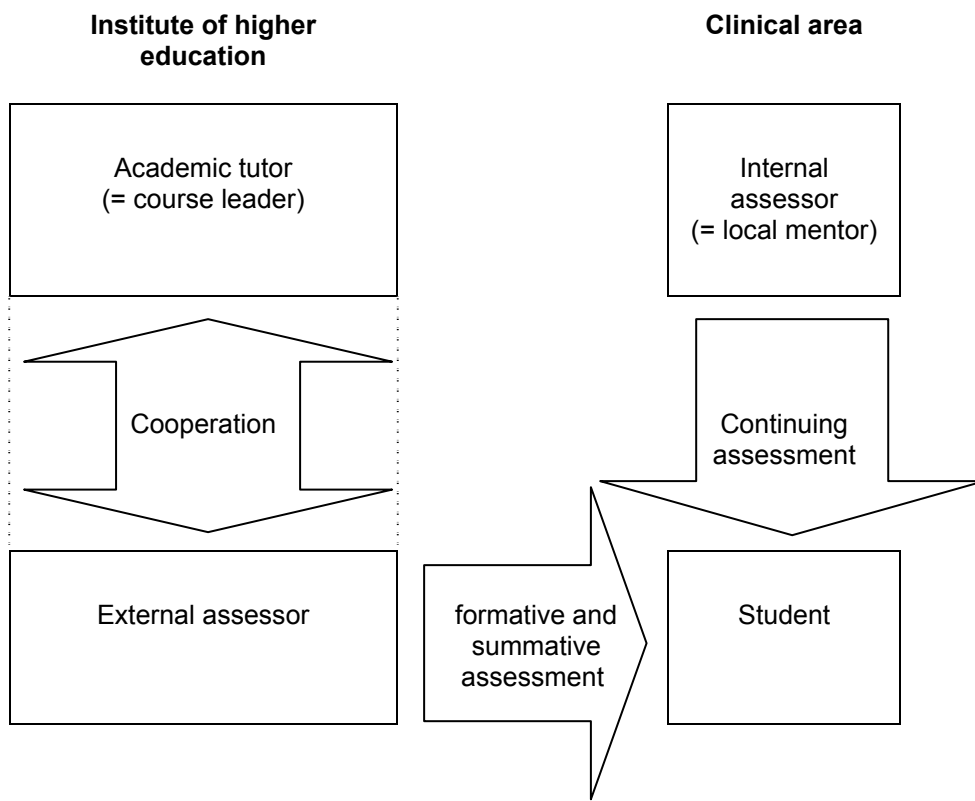 Institute of higher
education
Clinical area
Academic tutor
(= course leader)
Internal
assessor
(= local mentor)
Cooperation
Continuing
assessment
External assessor
formative and
summative
assessment
Student